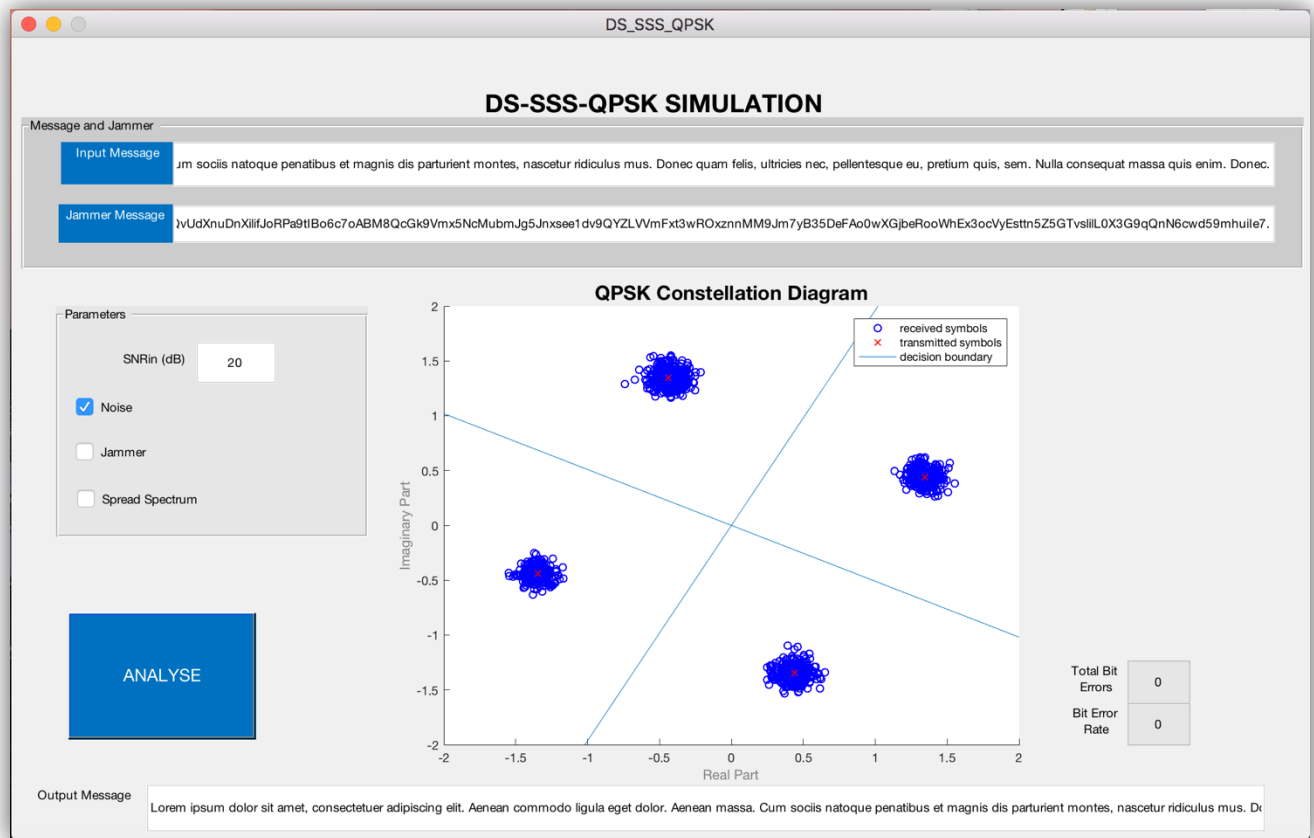 DS_SSS_QPSK
DS-SSS-QPSK SIMULATION
Message and Jammer
Input Message
um sociis natoque penatibus et magnis dis parturient montes, nascetur ridiculus mus. Donec quam felis, ultricies nec, pellentesque eu, pretium quis, sem. Nulla consequat massa quis enim. Donec.
Jammer Message
vUdXnuDnXilifJoRPa9tIBo6c7oABM8QcGk9Vmx5NcMubmJg5Jnxsee1dv9QYZLVVmFxt3wROxznnMM9Jm7yB35DeFAo0wXGjbeRooWhEx3ocVyEsttn5Z5GTvslilL0X3G9qQnN6cwd59mhuile7.
Parameters
SNRin (dB)
20
Noise
Jammer
Spread Spectrum
ANALYSE
QPSK Constellation Diagram
received symbols
transmitted symbols
decision boundary
Imaginary Part
2
1.5
1
0.5
0
-0.5
-1
-1.5
-2
-2 -1.5 -1 -0.5 0 0.5 1 1.5 2
Real Part
Total Bit
Errors
0
Bit Error
Rate
0
Output Message
Lorem ipsum dolor sit amet, consectetuer adipiscing elit. Aenean commodo ligula eget dolor. Aenean massa. Cum sociis natoque penatibus et magnis dis parturient montes, nascetur ridiculus mus.